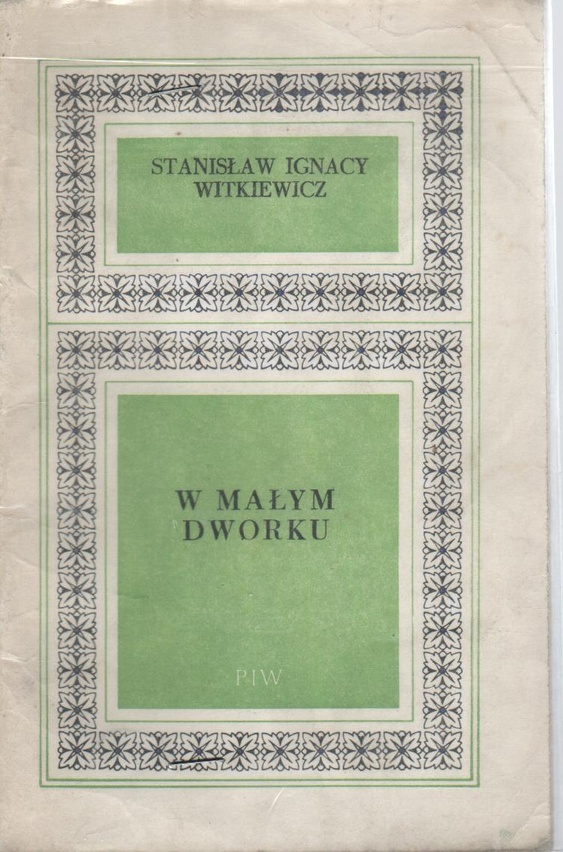 STANISŁAW IGNACY
WITKIEWICZ
W MAŁYM
DWORKU
PIW